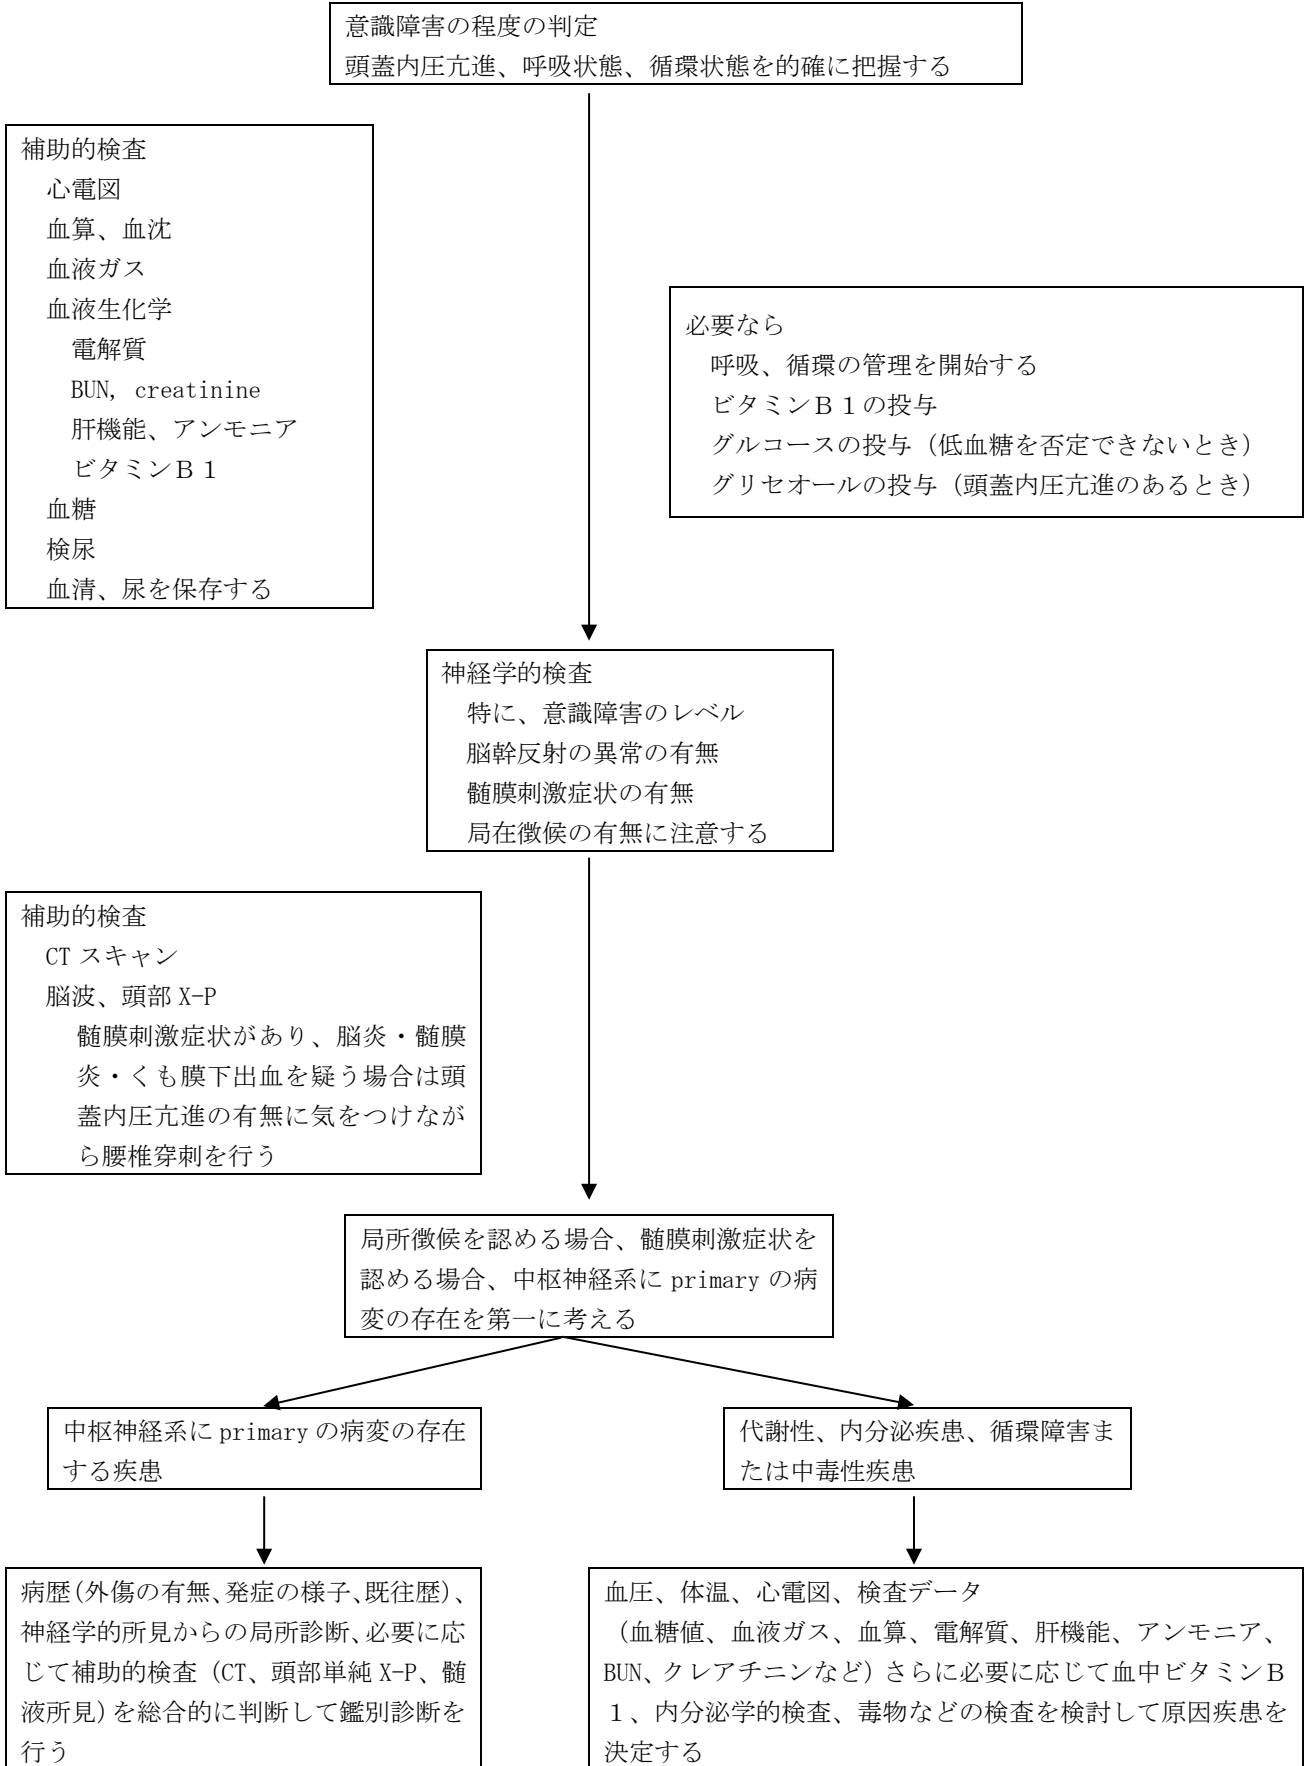 意識障害の程度の判定
頭蓋内圧亢進、呼吸状態、循環状態を的確に把握する
補助的検査
心電図
血算、血沈
血液ガス
血液生化学
電解質
BUN, creatinine
肝機能、アンモニア
ビタミンB1
血糖
検尿
血清、尿を保存する
必要なら
呼吸、循環の管理を開始する
ビタミンB1の投与
グルコースの投与（低血糖を否定できないとき）
グリセオールの投与（頭蓋内圧亢進のあるとき）
神経学的検査
特に、意識障害のレベル
脳幹反射の異常の有無
髄膜刺激症状の有無
局在徴候の有無に注意する
補助的検査
CT スキャン
脳波、頭部 X-P
髄膜刺激症状があり、脳炎・髄膜
炎・くも膜下出血を疑う場合は頭
蓋内圧亢進の有無に気をつけなが
ら腰椎穿刺を行う
局所徴候を認める場合、髄膜刺激症状を
認める場合、中枢神経系に primary の病
変の存在を第一に考える
中枢神経系に primary の病変の存在
する疾患
代謝性、内分泌疾患、循環障害ま
たは中毒性疾患
病歴（外傷の有無、発症の様子、既往歴）、
神経学的所見からの局所診断、必要に応
じて補助的検査（CT、頭部単純 X-P、髄
液所見）を総合的に判断して鑑別診断を
行う
血圧、体温、心電図、検査データ
（血糖値、血液ガス、血算、電解質、肝機能、アンモニア、
BUN、クレアチニンなど）さらに必要に応じて血中ビタミンB
1、内分泌学的検査、毒物などの検査を検討して原因疾患を
決定する